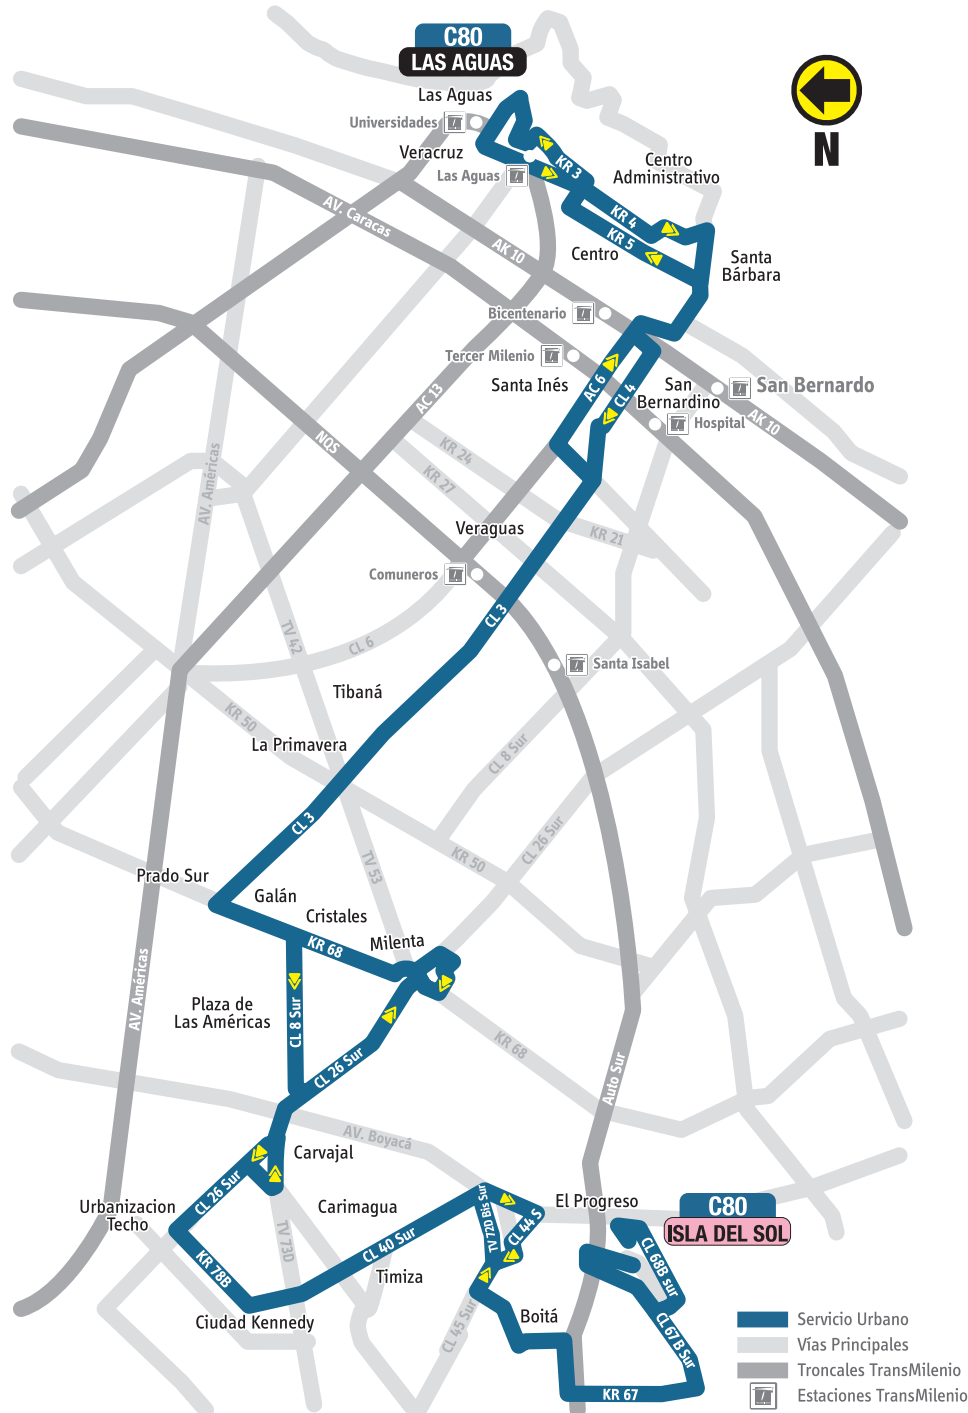 C80
LAS AGUAS
Las Aguas
Universidades
Veracruz
Las Aguas
KR 3
Centro
Administrativo
N
AV. Caracas
KR 4
KR 5
AK 10
Centro
Santa
Bárbara
Bicentenario
Tercer Milenio
Santa Inés
AC 6
CL 4
San
Bernardino
San Bernardo
Hospital
AK 10
AC 13
NQS
KR 24
KR 27
AV. Américas
KR 21
Veraguas
Comuneros
CL 3
TV 42
CL 6
Santa Isabel
Tibaná
KR 50
La Primavera
CL 8 Sur
CL 3
TV 53
KR 50
CL 26 Sur
Prado Sur
Galán
Cristales
KR 68
Milenta
AV. Américas
Plaza de
Las Américas
CL 8 Sur
CL 26 Sur
KR 68
Auto Sur
AV. Boyacá
Carvajal
CL 26 Sur
Urbanizacion
Techo
Carimagua
TV 73D
CL 40 Sur
TV 72D Bis Sur
CL 44 S
El Progreso
C80
ISLA DEL SOL
KR 78B
Timiza
CL 68B sur
Ciudad Kennedy
CL 45 Sur
Boitá
CL 67 B Sur
KR 67
Servicio Urbano
Vías Principales
Troncales TransMilenio
Estaciones TransMilenio